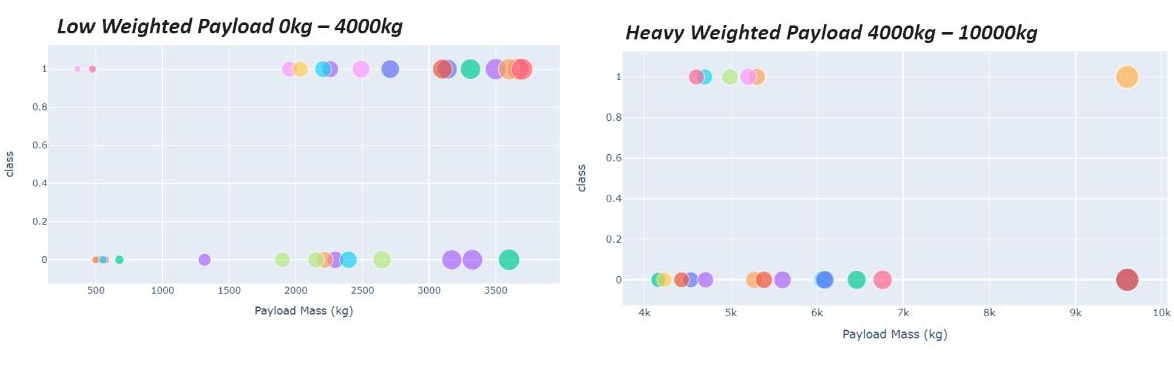 Low Weighted Payload 0kg – 4000kg
1
0.8
0.6
0.4
0.2
0
class
500
1000
1500
2000
2500
3000
3500
Payload Mass (kg)
Heavy Weighted Payload 4000kg – 10000kg
1
0.8
0.6
0.4
0.2
0
class
4k
5k
6k
7k
8k
9k
10k
Payload Mass (kg)